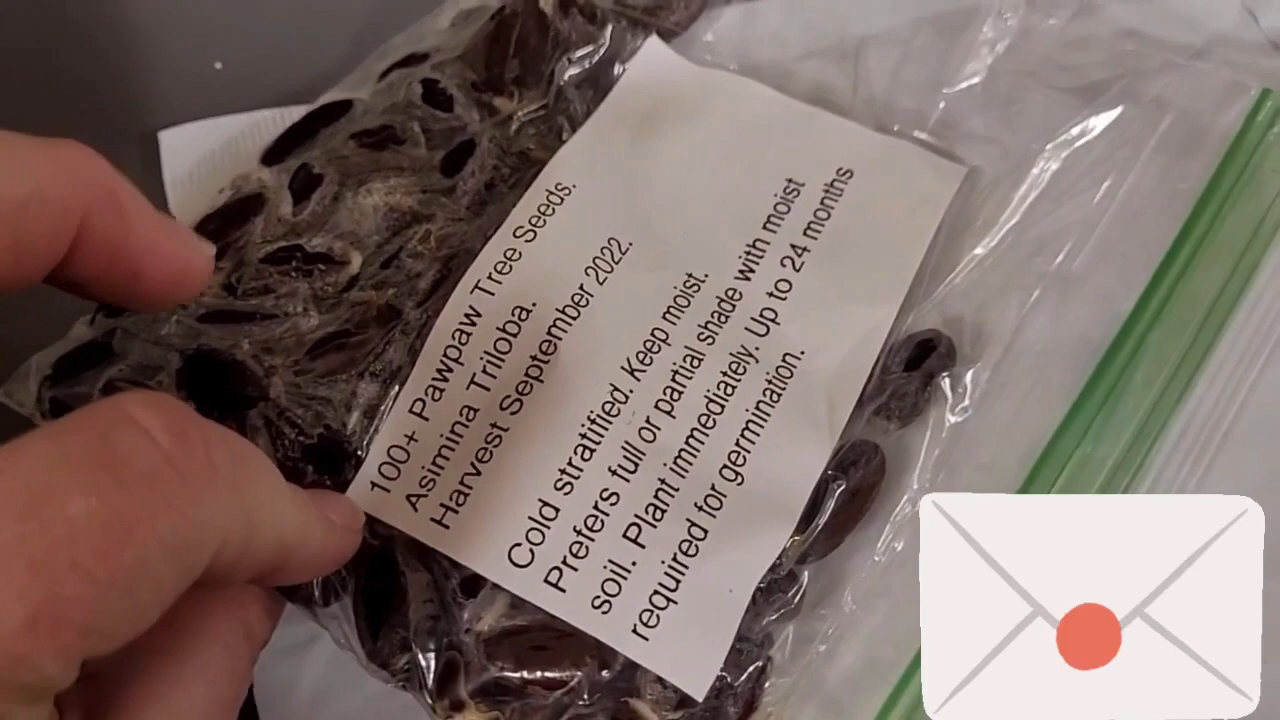 100+ Pawpaw Tree Seeds.
Asimina Triloba.
Harvest September 2022.
Cold stratified. Keep moist.
Prefers full or partial shade with moist
soil. Plant immediately. Up to 24 months
required for germination.